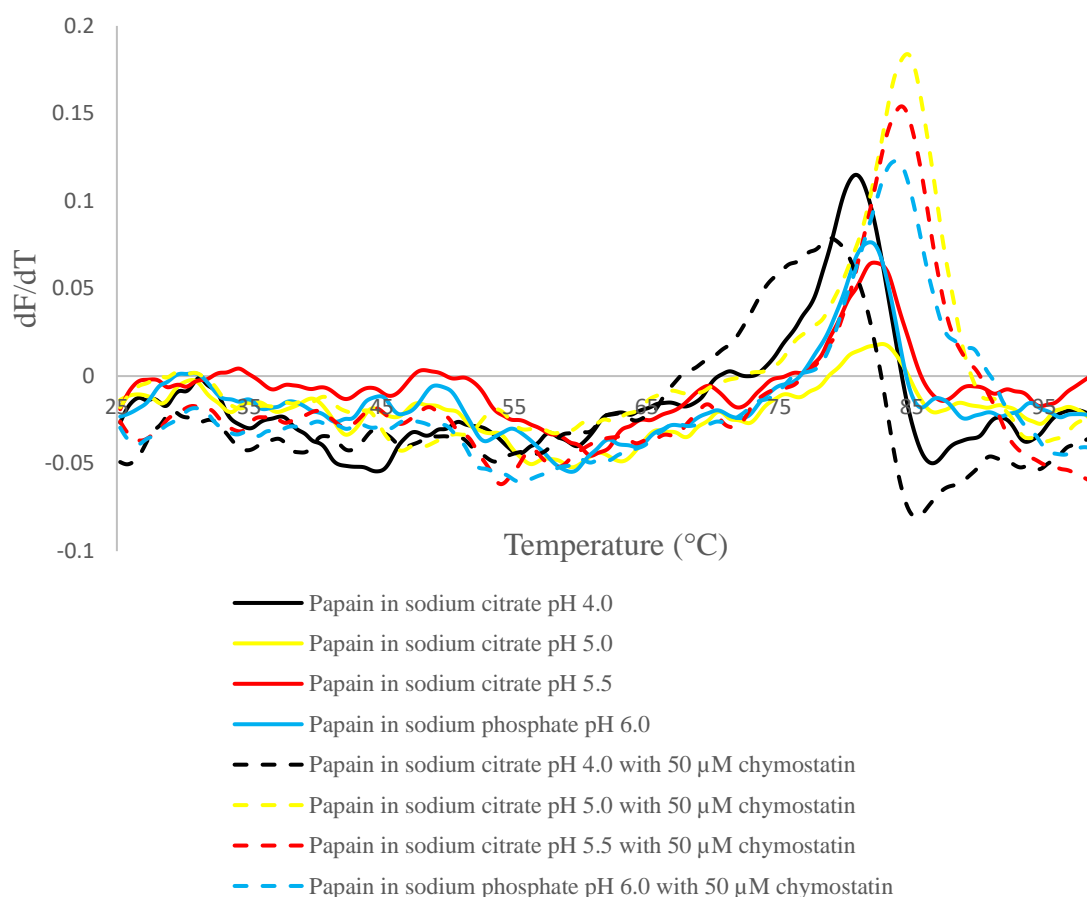 0.2
0.15
0.1
0.05
0
-0.05
-0.1
dF/dT
25 35 45 55 65 75 85 95
Temperature (°C)
Papain in sodium citrate pH 4.0
Papain in sodium citrate pH 5.0
Papain in sodium citrate pH 5.5
Papain in sodium phosphate pH 6.0
Papain in sodium citrate pH 4.0 with 50 µM chymostatin
Papain in sodium citrate pH 5.0 with 50 µM chymostatin
Papain in sodium citrate pH 5.5 with 50 µM chymostatin
Papain in sodium phosphate pH 6.0 with 50 µM chymostatin